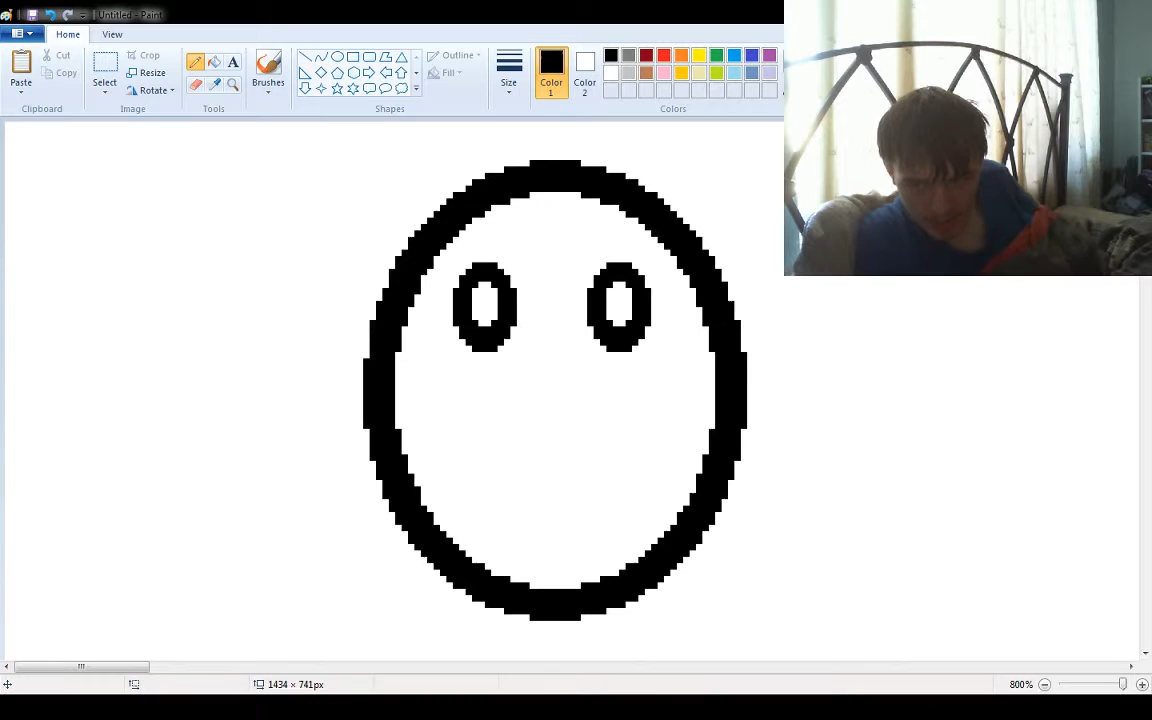 Untitled - Paint
Home View
Paste
Cut
Copy
Clipboard
Select
Crop
Resize
Rotate
Image
A
Tools
Brushes
Outline
Fill
Shapes
Size
Color 1
Color 2
Colors
1434 × 741px
800%